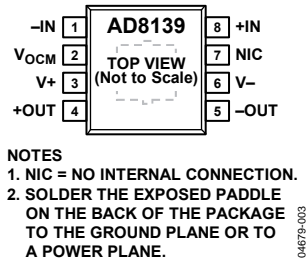 AD8139
–IN 1
8 +IN
VOCM 2
7 NIC
V+ 3
6 V–
+OUT 4
5 –OUT
TOP VIEW
(Not to Scale)
NOTES
1. NIC = NO INTERNAL CONNECTION.
2. SOLDER THE EXPOSED PADDLE
ON THE BACK OF THE PACKAGE
TO THE GROUND PLANE OR TO
A POWER PLANE.
04679-003